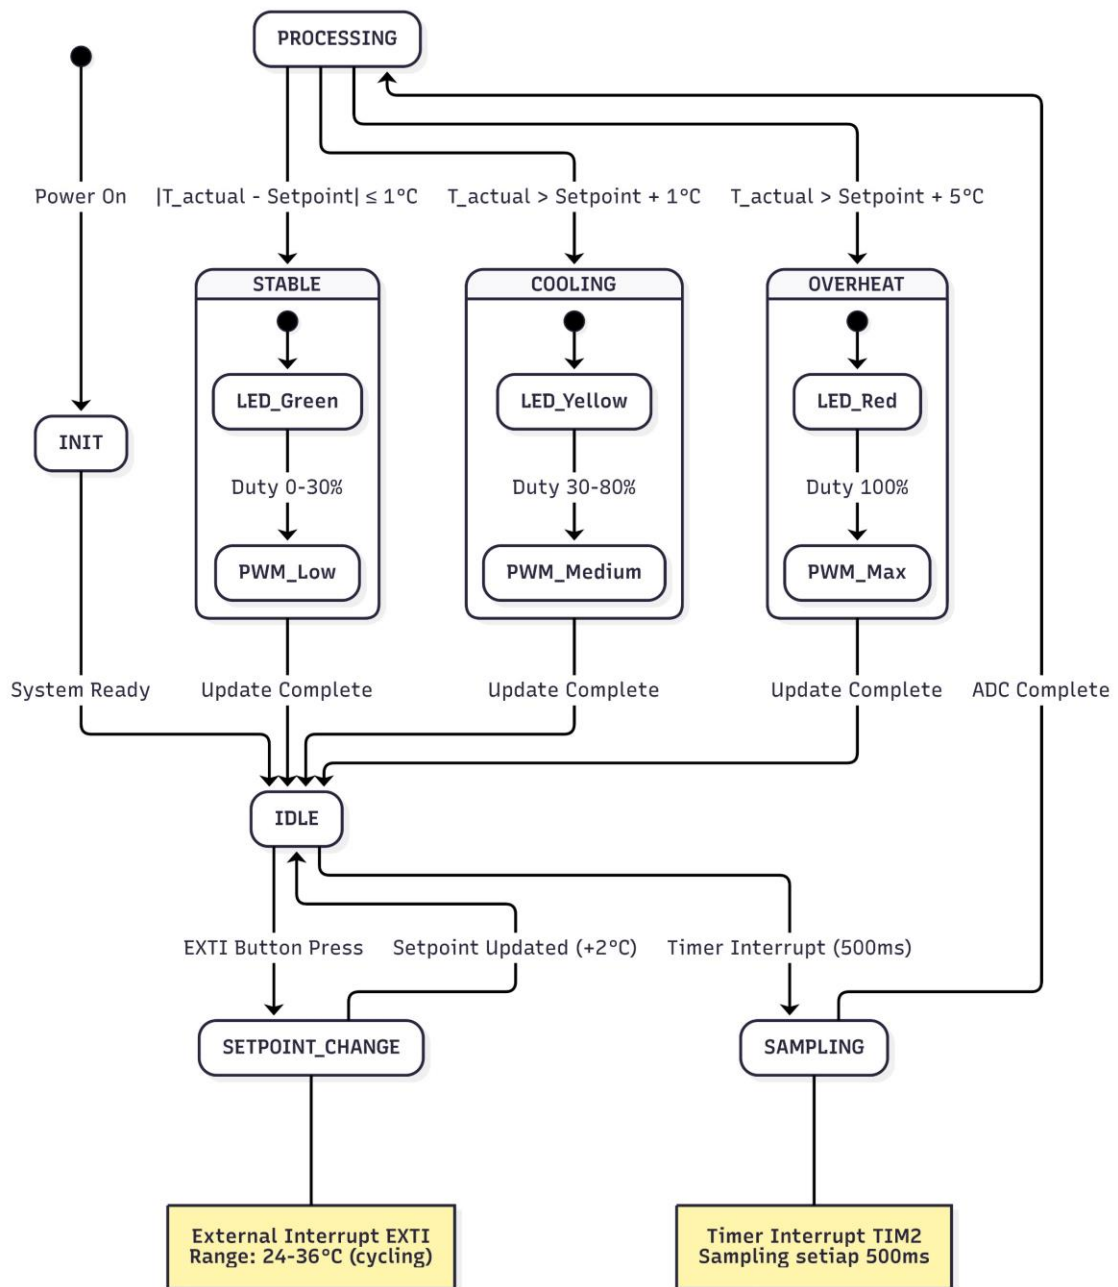 PROCESSING
Power On
|T_actual - Setpoint| ≤ 1°C
T_actual > Setpoint + 1°C
T_actual > Setpoint + 5°C
STABLE
COOLING
OVERHEAT
LED_Green
LED_Yellow
LED_Red
INIT
Duty 0-30%
Duty 30-80%
Duty 100%
PWM_Low
PWM_Medium
PWM_Max
System Ready
Update Complete
Update Complete
Update Complete
ADC Complete
IDLE
EXTI Button Press
Setpoint Updated (+2°C)
Timer Interrupt (500ms)
SETPOINT_CHANGE
SAMPLING
External Interrupt EXTI
Range: 24-36°C (cycling)
Timer Interrupt TIM2
Sampling setiap 500ms